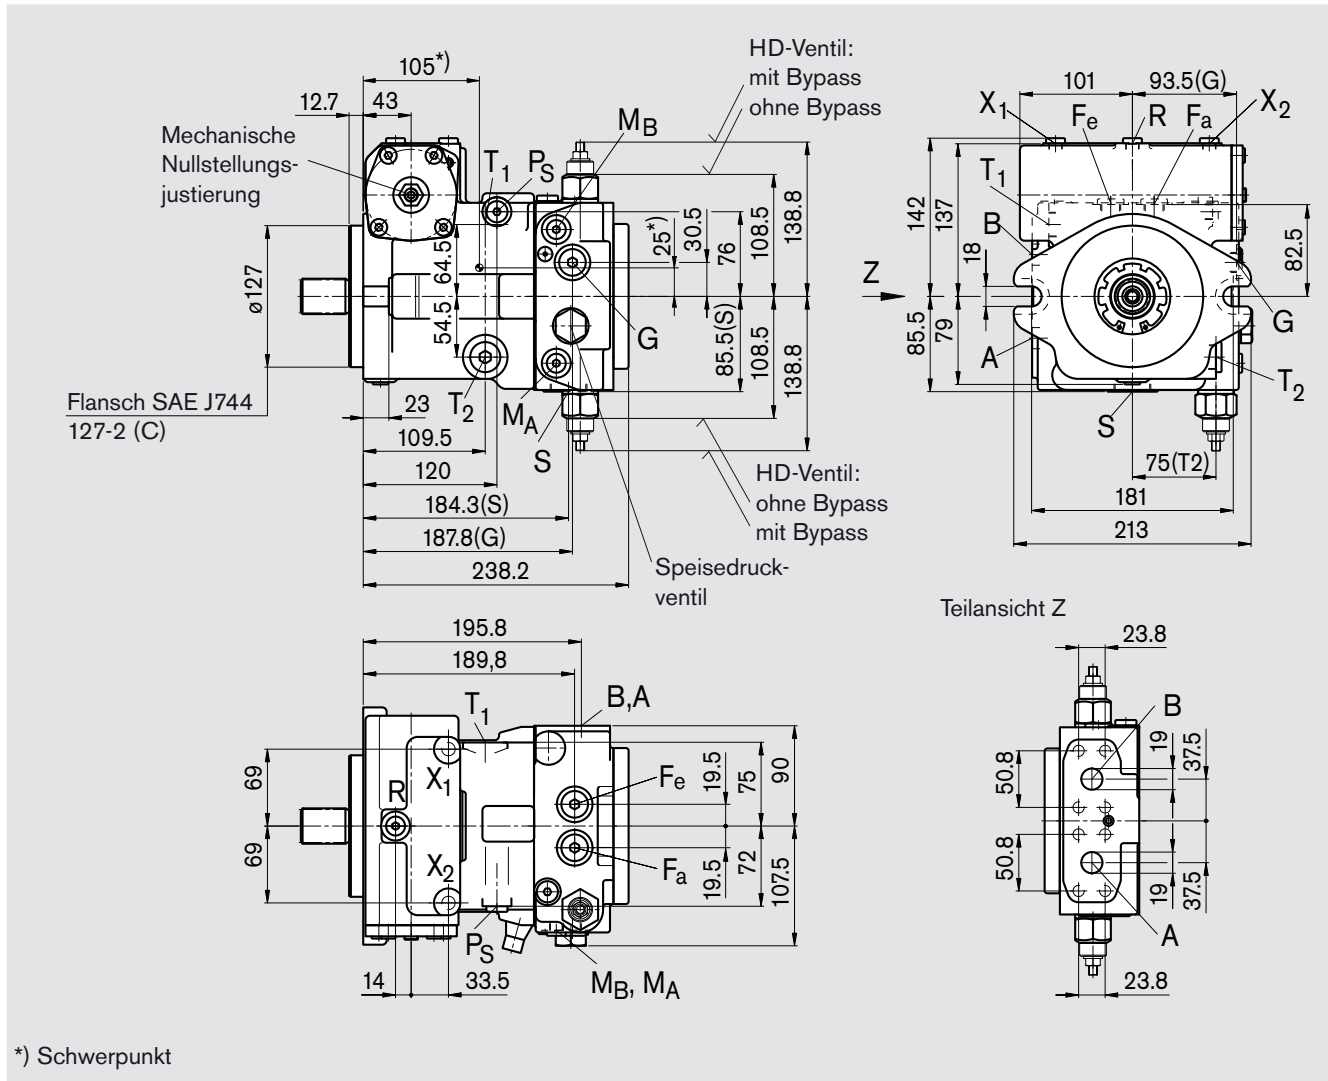 HD-Ventil:
mit Bypass
ohne Bypass
105*)
12.7
43
Mechanische
Nullstellungs-
justierung
MB
T1
PS
ø127
64.5
54.5
25*)
30.5
76
108.5
138.8
85.5(S)
108.5
138.8
G
Flansch SAE J744
127-2 (C)
23
T2
MA
S
109.5
120
184.3(S)
187.8(G)
238.2
HD-Ventil:
ohne Bypass
mit Bypass
Speisedruck-
ventil
101
93.5(G)
X1
Fe
R
Fa
X2
T1
B
142
137
18
82.5
Z
85.5
79
A
G
T2
S
75(T2)
181
213
195.8
189,8
B,A
T1
69
69
R
X1
X2
Fe
Fa
19.5
75
90
19.5
72
107.5
PS
MB, MA
14
33.5
Teilansicht Z
23.8
B
50.8
19
37.5
50.8
19
37.5
A
23.8
*) Schwerpunkt